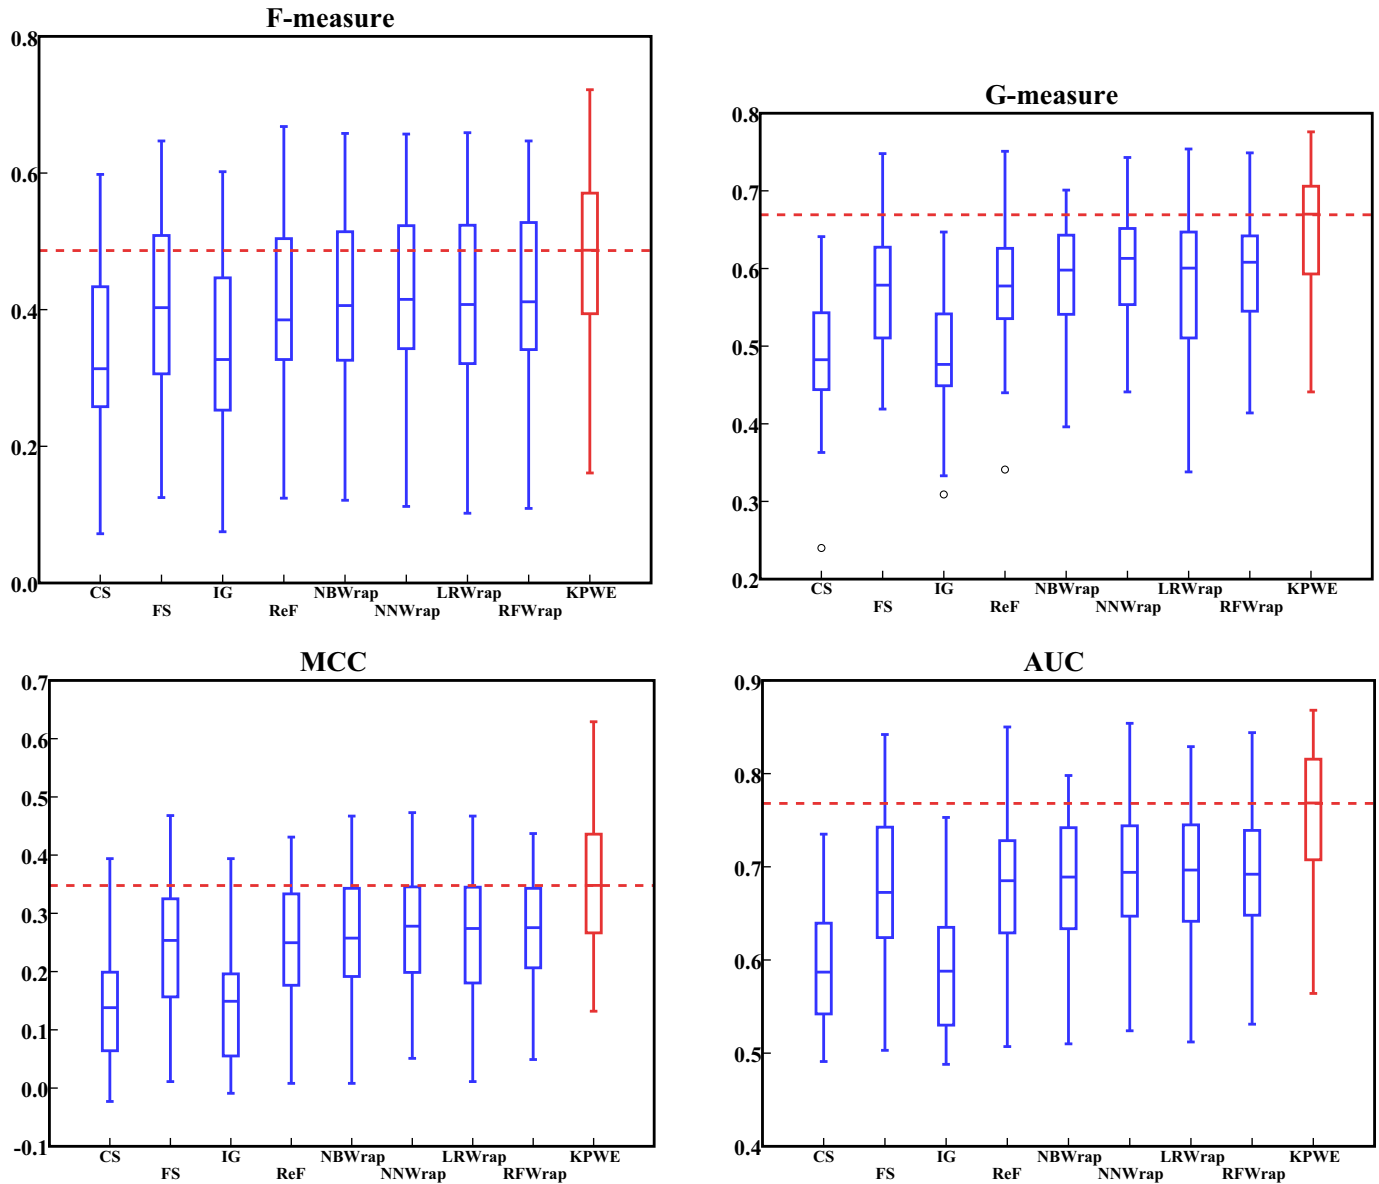 F-measure
0.8
0.6
0.4
0.2
0.0
CS IG NBWrap LRWrap KPWE
FS ReF NNWrap RFWrap
G-measure
0.8
0.7
0.6
0.5
0.4
0.3
0.2
CS IG NBWrap LRWrap KPWE
FS ReF NNWrap RFWrap
MCC
0.7
0.6
0.5
0.4
0.3
0.2
0.1
0.0
-0.1
CS IG NBWrap LRWrap KPWE
FS ReF NNWrap RFWrap
AUC
0.9
0.8
0.7
0.6
0.5
0.4
CS IG NBWrap LRWrap KPWE
FS ReF NNWrap RFWrap